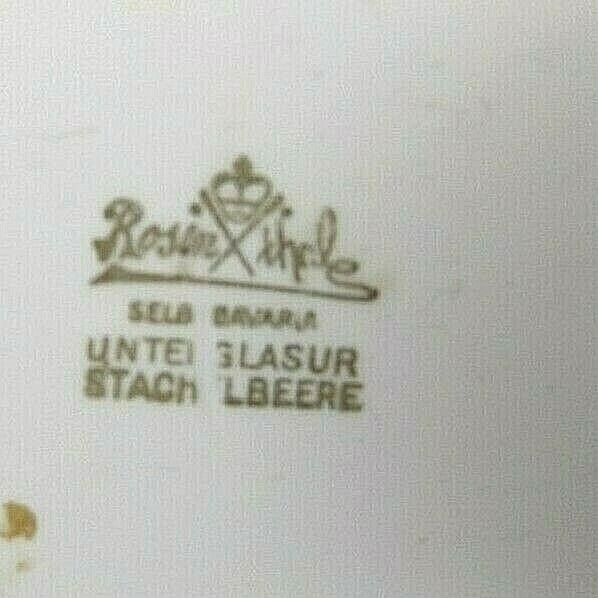 Rosenthal
SELB BAVARIA
UNTERGLASUR
STACHELBEERE